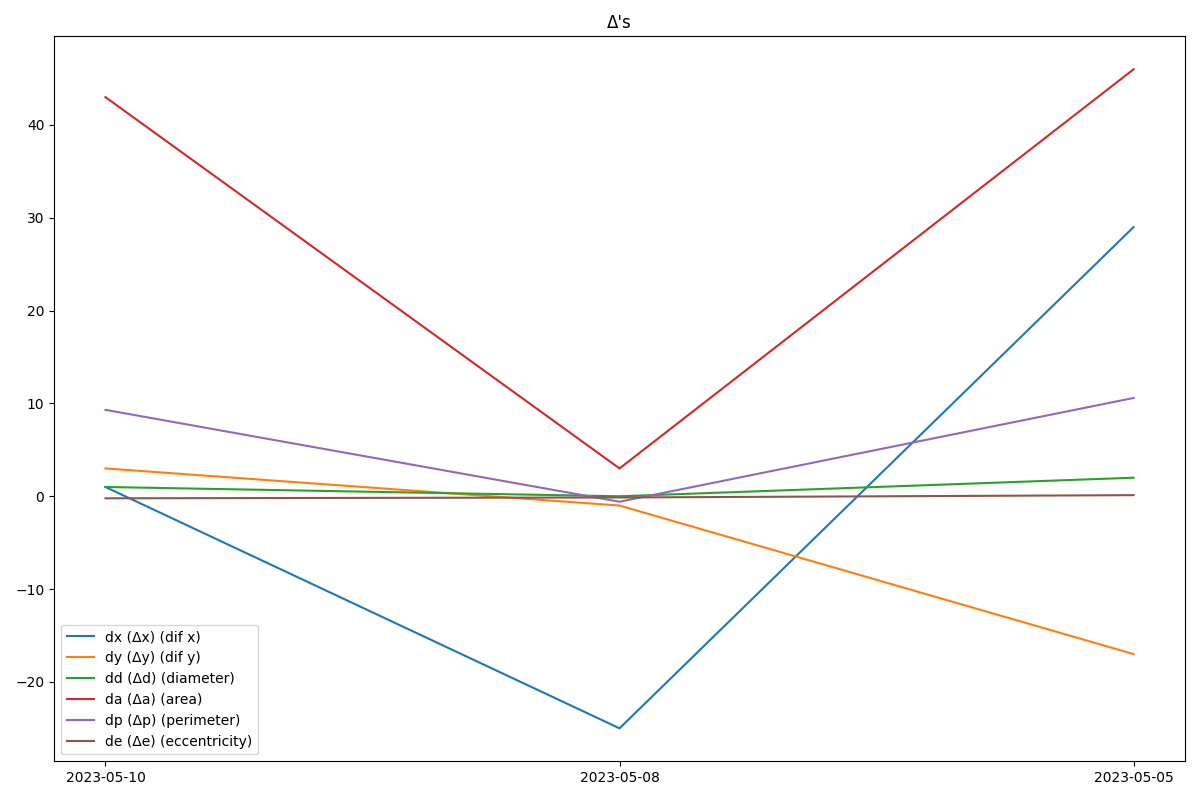 Δ's
40
30
20
10
0
−10
−20
dx (Δx) (dif x)
dy (Δy) (dif y)
dd (Δd) (diameter)
da (Δa) (area)
dp (Δp) (perimeter)
de (Δe) (eccentricity)
2023-05-10
2023-05-08
2023-05-05